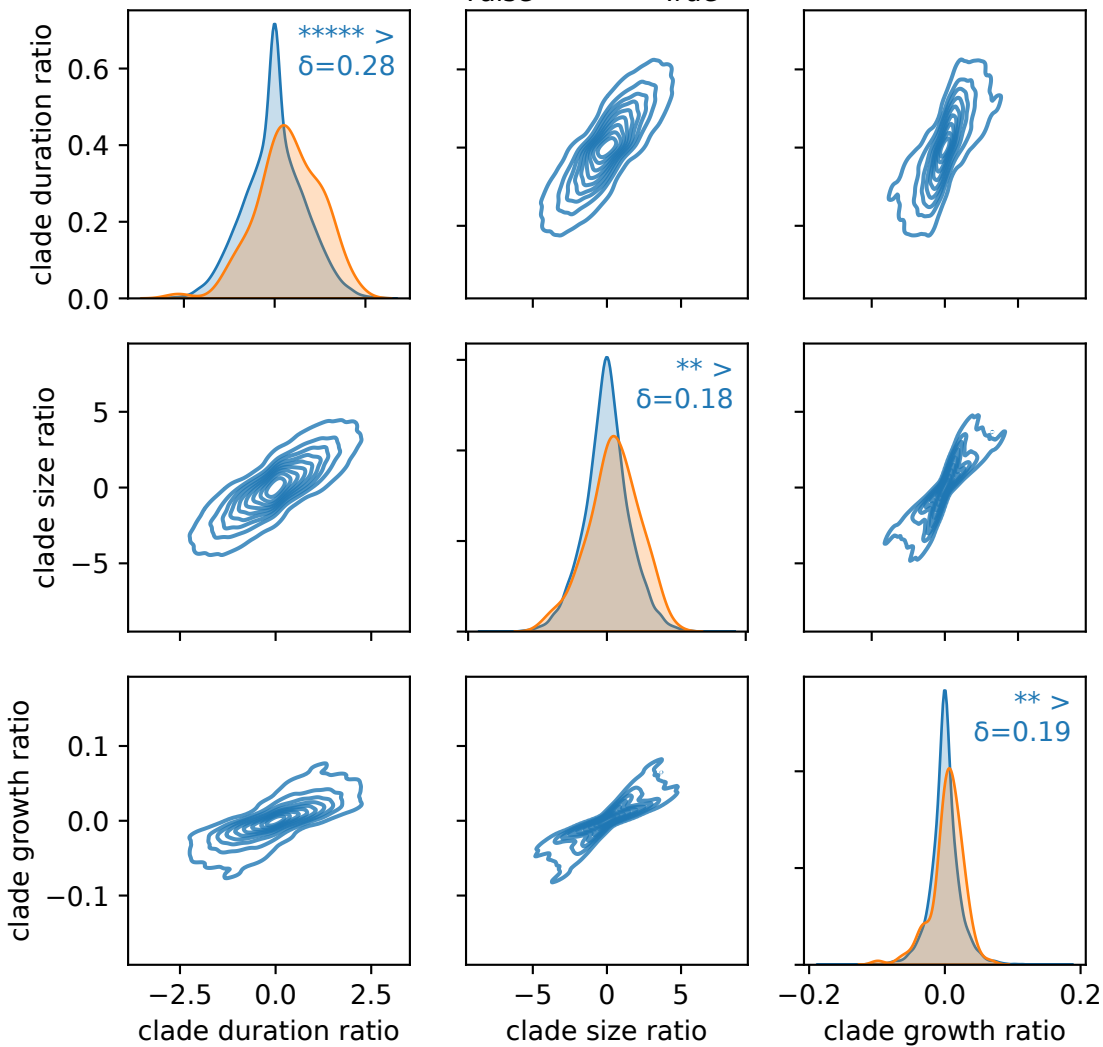 clade duration ratio
0.6
0.4
0.2
0.0
***** >
δ=0.28
clade size ratio
5
0
−5
** >
δ=0.18
clade growth ratio
0.1
0.0
−0.1
** >
δ=0.19
−2.5 0.0 2.5
−5 0 5
−0.2 0.0 0.2
clade duration ratio
clade size ratio
clade growth ratio